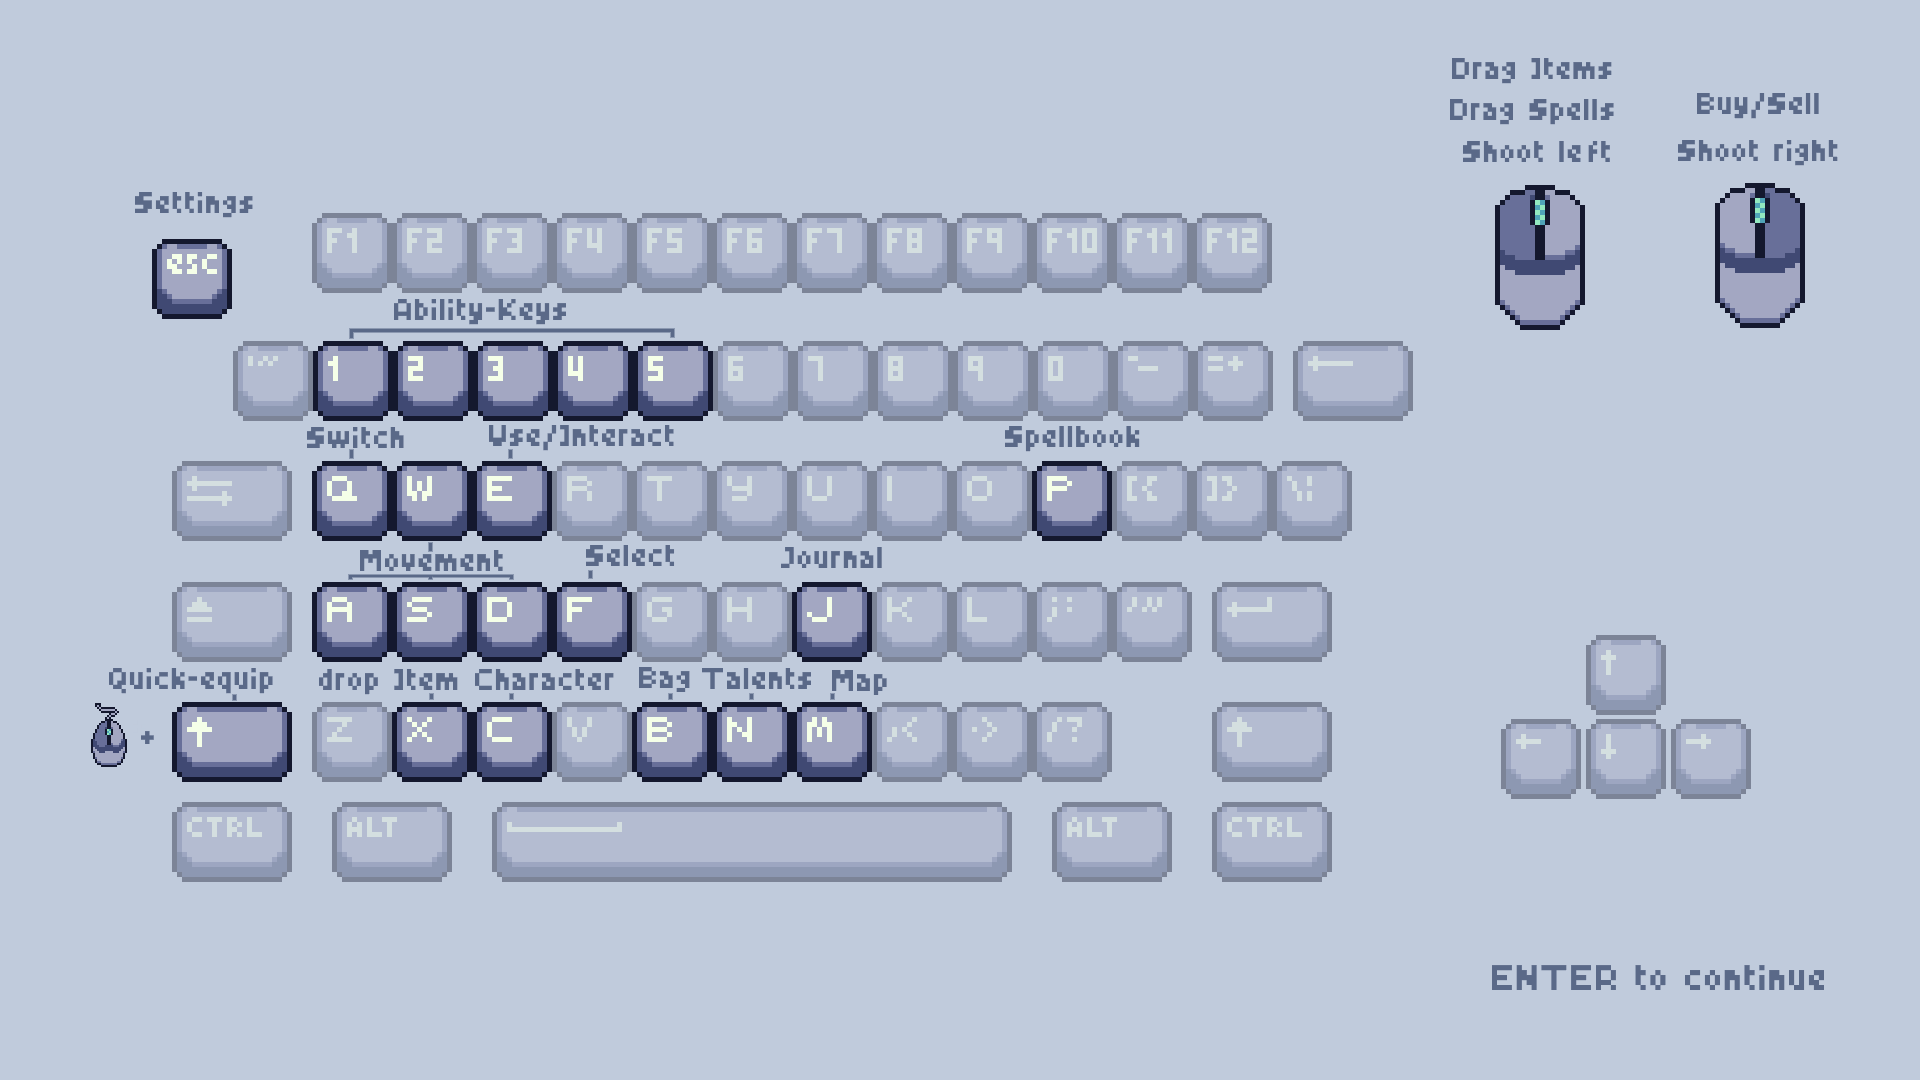 Drag Items
Drag Spells
Shoot left
Buy/Sell
Shoot right
Settings
esc
F1 F2 F3 F4 F5 F6 F7 F8 F9 F10 F11 F12
Ability-Keys
1 2 3 4 5 6 7 8 9 0 - =+
Switch Use/Interact Spellbook
Q W E R T Y U I O P [{ ]} \|
Movement Select Journal
A S D F G H J K L ;: '"
Quick-equip drop Item Character Bag Talents Map
+ Z X C V B N M ,< .> /?
CTRL ALT ALT CTRL
ENTER to continue